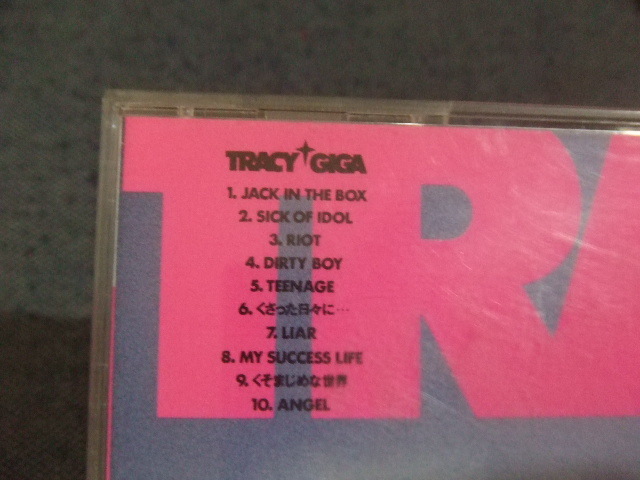 TRACY†GIGA
1. JACK IN THE BOX
2. SICK OF IDOL
3. RIOT
4. DIRTY BOY
5. TEENAGE
6. くさった日々に…
7. LIAR
8. MY SUCCESS LIFE
9. くそまじめな世界
10. ANGEL
TRA